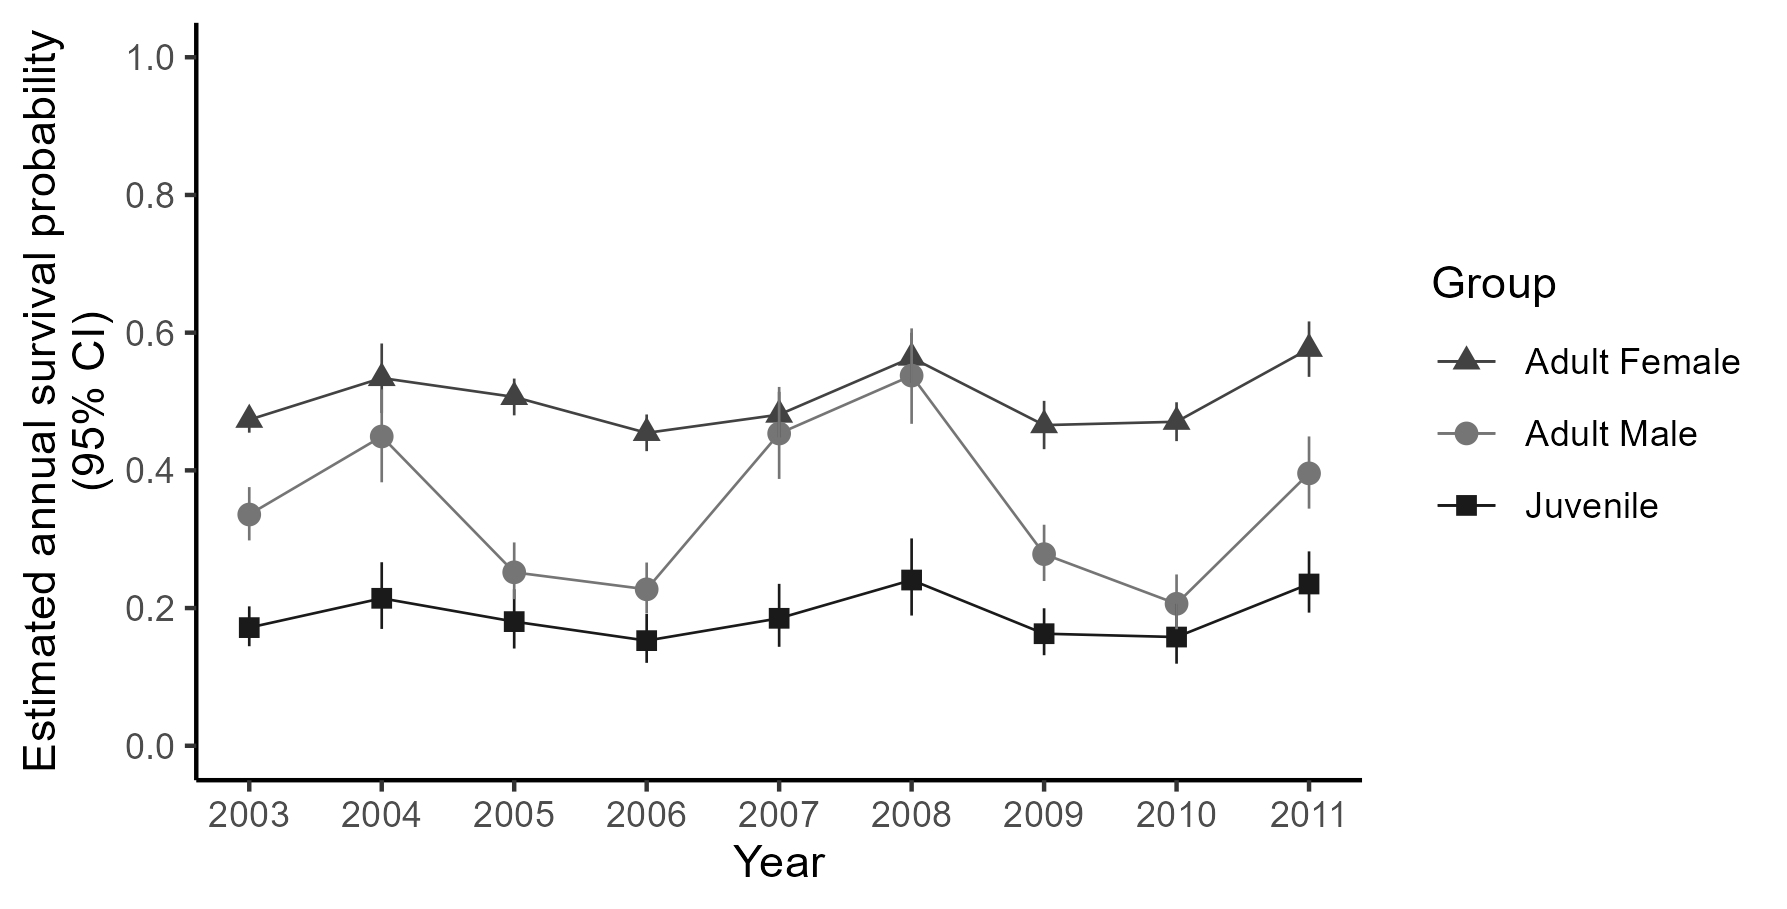 Estimated annual survival probability
(95% CI)
1.0
0.8
0.6
0.4
0.2
0.0
2003 2004 2005 2006 2007 2008 2009 2010 2011
Year
Group
Adult Female
Adult Male
Juvenile